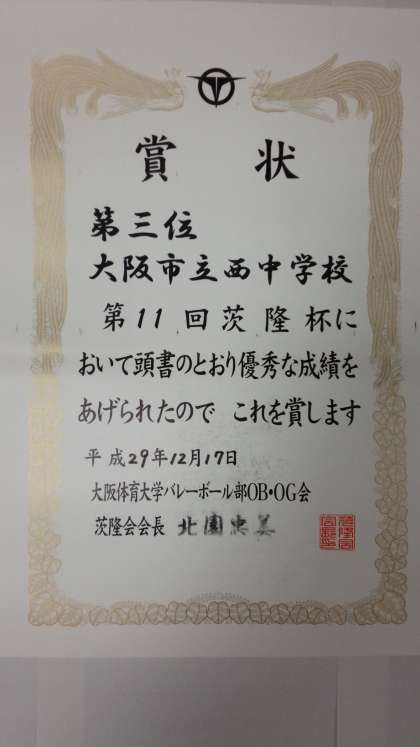 賞状
第三位
大阪市立西中学校
第11回茨隆杯に
おいて頭書のとおり優秀な成績を
あげられたので これを賞します
平成29年12月17日
大阪体育大学バレーボール部OB・OG会
茨隆会会長 北園忠美